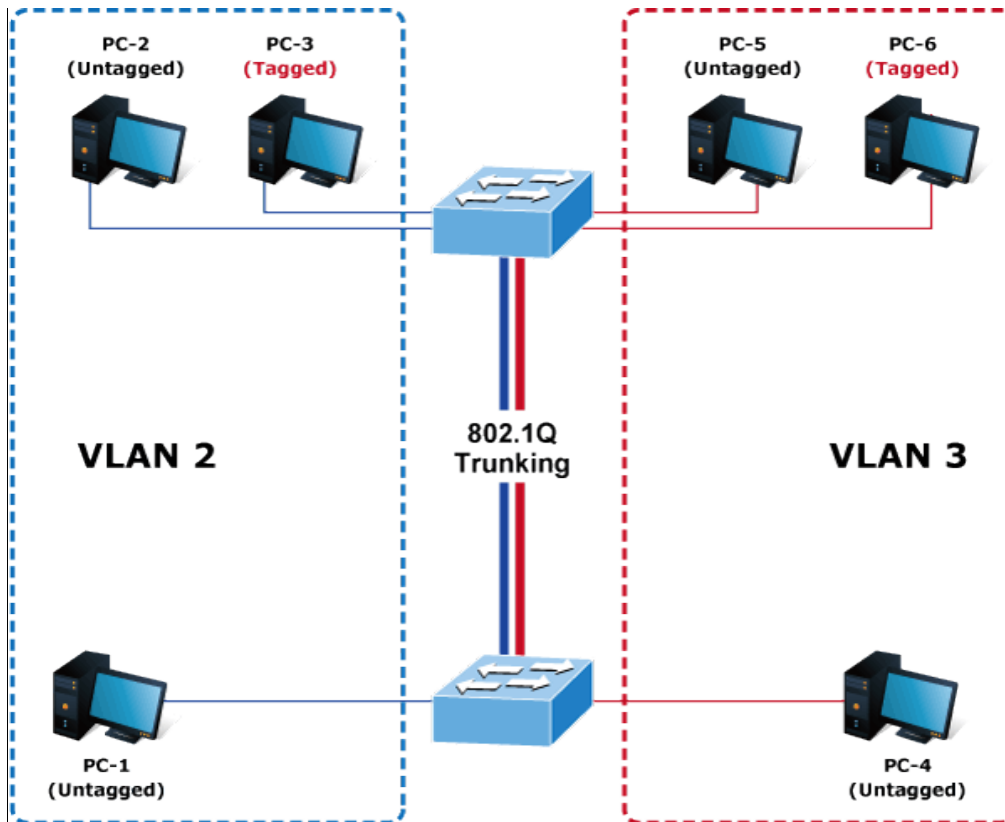 PC-2
(Untagged)
PC-3
(Tagged)
PC-5
(Untagged)
PC-6
(Tagged)
802.1Q
Trunking
VLAN 2
VLAN 3
PC-1
(Untagged)
PC-4
(Untagged)